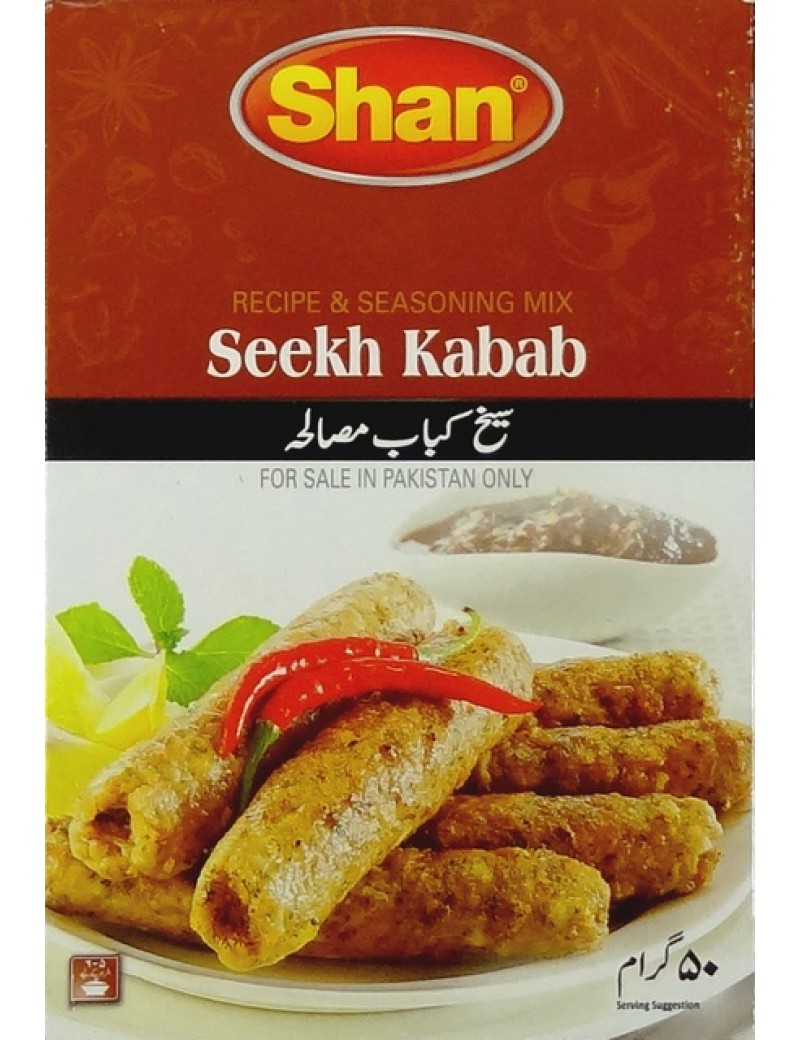 Shan®
RECIPE & SEASONING MIX
Seekh Kabab
سیخ کباب مصالحہ
FOR SALE IN PAKISTAN ONLY
۵۰ گرام
Serving Suggestion